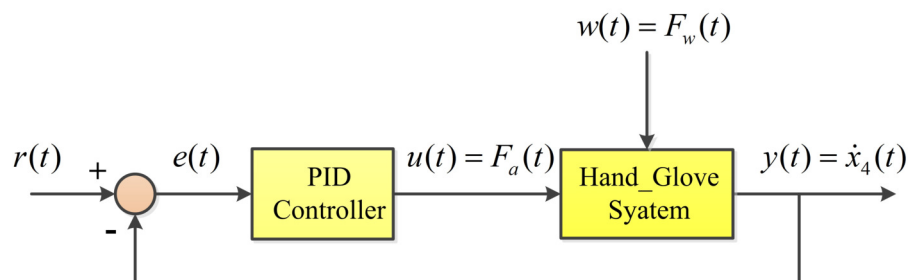 w(t) = F_w(t)
r(t)
+
-
e(t)
PID
Controller
u(t) = F_a(t)
Hand_Glove
Syatem
y(t) = ẋ_4(t)